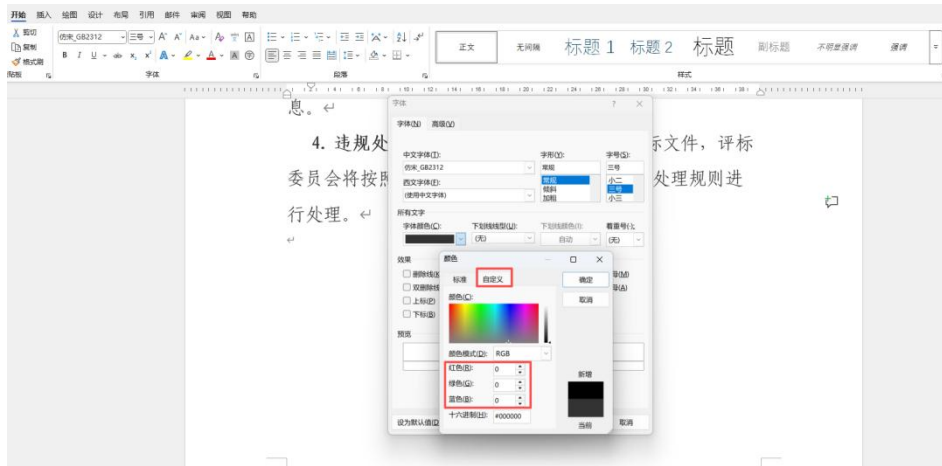 开始 插入 绘图 设计 布局 引用 邮件 审阅 视图 帮助
剪切
复制
格式刷
仿宋_GB2312 三号 A^ A˅ Aa
B I U ab x₂ x² A A A
正文 无间隔 标题 1 标题 2 标题 副标题 不明显强调 强调
贴板 字体 段落 样式
息。↵
4. 违规处
标文件，评标
委员会将按照
处理规则进
行处理。↵
字体 ? ×
字体(N) 高级(V)
中文字体(T): 字形(Y): 字号(S):
仿宋_GB2312 常规 三号
西文字体(F): 常规 小二
(使用中文字体) 倾斜 三号
加粗 小三
所有文字
字体颜色(C): 下划线线型(L): 下划线颜色(I): 着重号(·):
(无) 自动 (无)
效果
删除线(K)
双删除线
上标(P)
下标(B)
母(M)
母(A)
预览
设为默认值(D) 取消
颜色
标准 自定义 确定
取消
颜色(C):
颜色模式(D): RGB
红色(R): 0
绿色(G): 0
蓝色(B): 0
十六进制(H): #000000
新增
当前